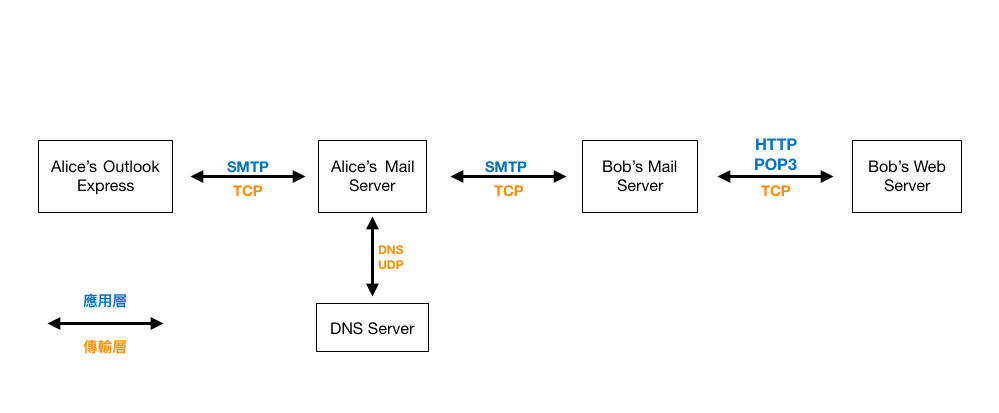 Alice's Outlook
Express
SMTP
TCP
Alice's Mail
Server
SMTP
TCP
Bob's Mail
Server
HTTP
POP3
TCP
Bob's Web
Server
DNS
UDP
DNS Server
應用層
傳輸層